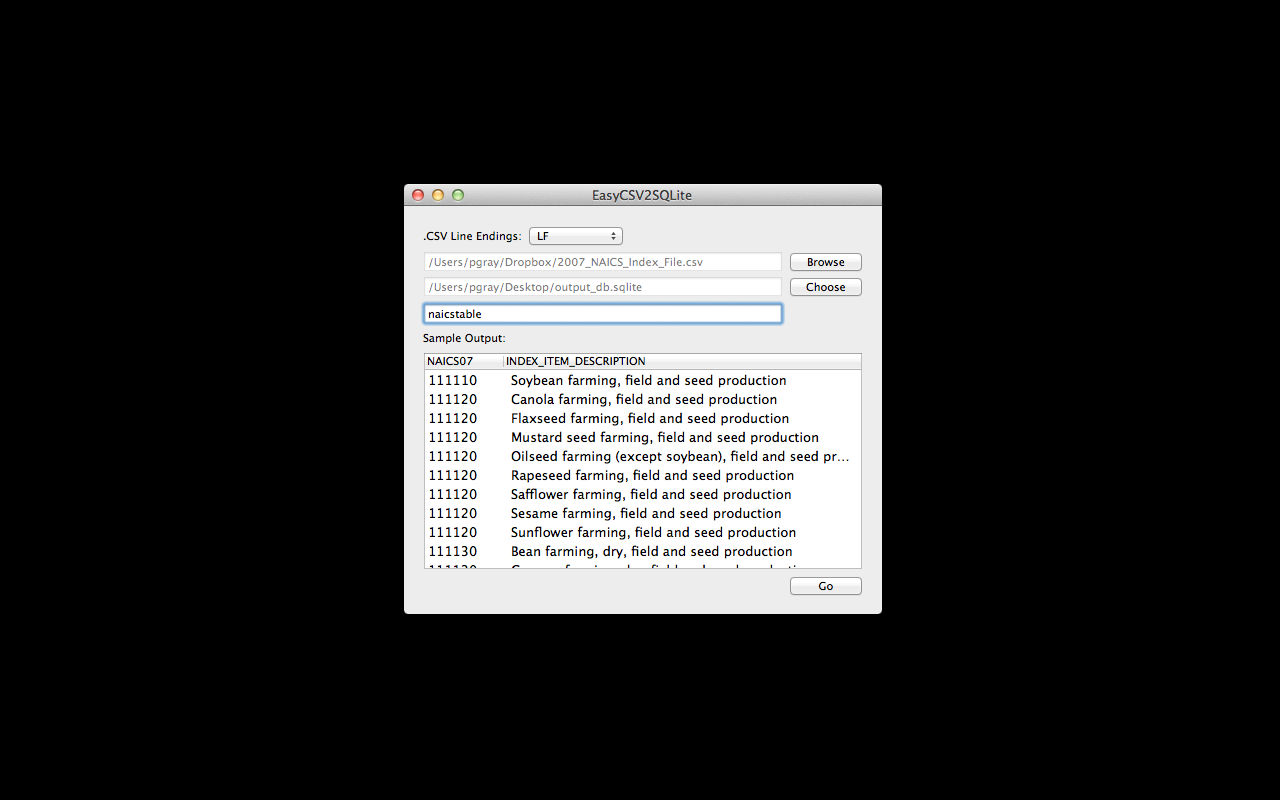 EasyCSV2SQLite
.CSV Line Endings: LF
/Users/pgray/Dropbox/2007_NAICS_Index_File.csv Browse
/Users/pgray/Desktop/output_db.sqlite Choose
naicstable
Sample Output:
NAICS07 INDEX_ITEM_DESCRIPTION
111110 Soybean farming, field and seed production
111120 Canola farming, field and seed production
111120 Flaxseed farming, field and seed production
111120 Mustard seed farming, field and seed production
111120 Oilseed farming (except soybean), field and seed pr...
111120 Rapeseed farming, field and seed production
111120 Safflower farming, field and seed production
111120 Sesame farming, field and seed production
111120 Sunflower farming, field and seed production
111130 Bean farming, dry, field and seed production
Go